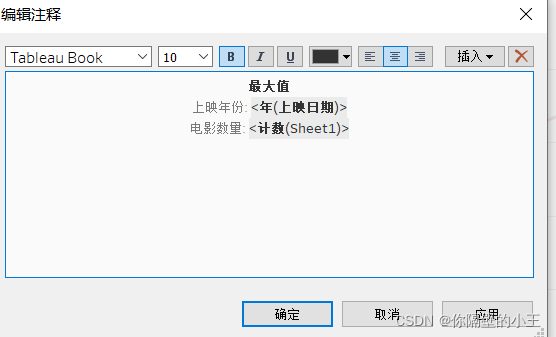 编辑注释
Tableau Book 10 B I U 插入
最大值
上映年份: <年(上映日期)>
电影数量: <计数(Sheet1)>
确定 取消 应用
CSDN @你隔壁的小王